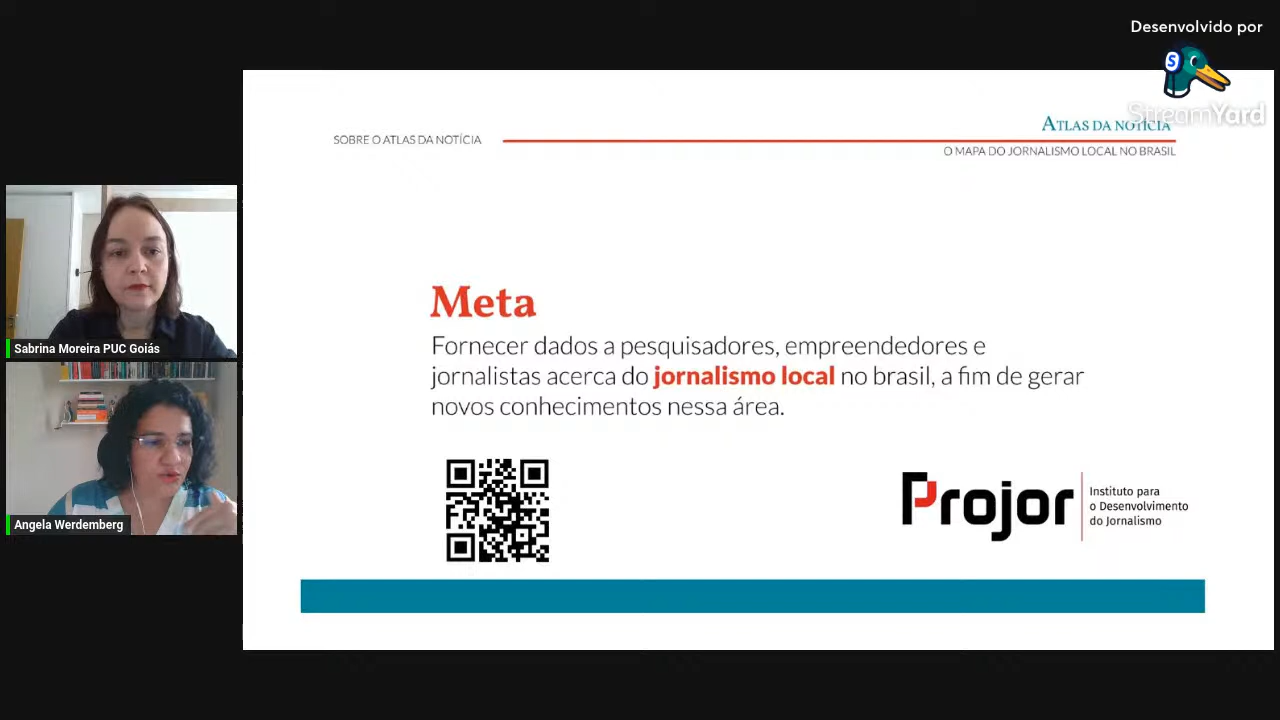 Desenvolvido por
StreamYard
SOBRE O ATLAS DA NOTÍCIA
ATLAS DA NOTÍCIA
O MAPA DO JORNALISMO LOCAL NO BRASIL
Meta
Fornecer dados a pesquisadores, empreendedores e
jornalistas acerca do jornalismo local no brasil, a fim de gerar
novos conhecimentos nessa área.
Projor
Instituto para
o Desenvolvimento
do Jornalismo
Sabrina Moreira PUC Goiás
Angela Werdemberg